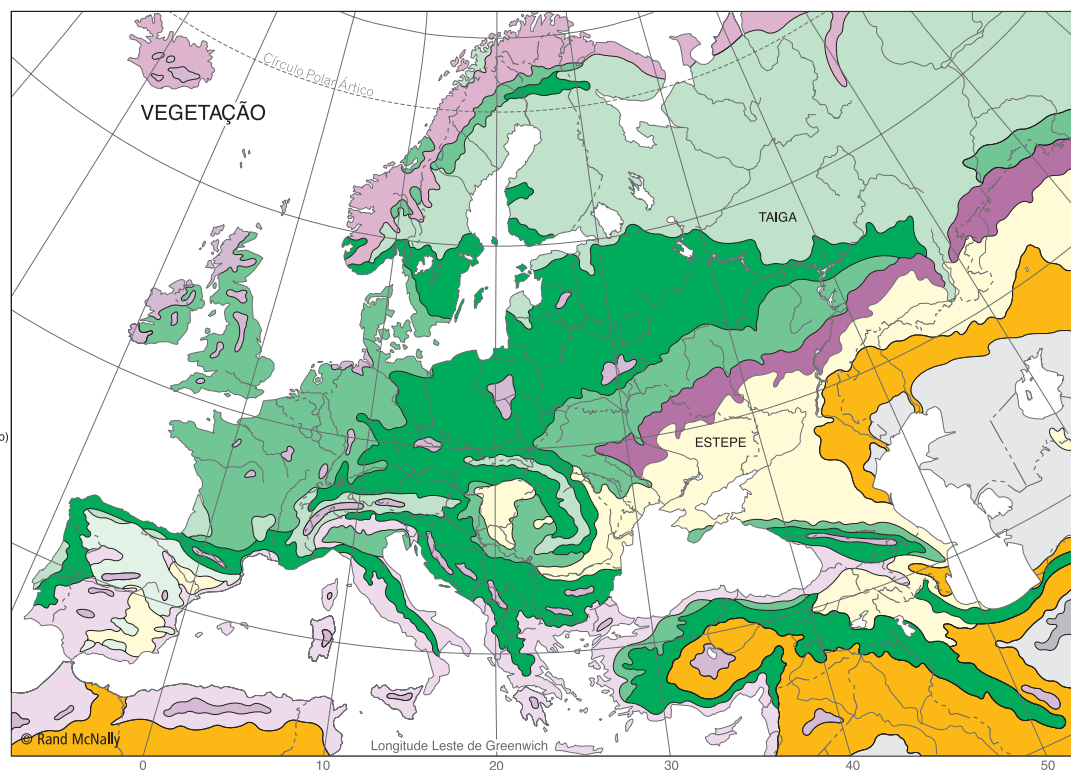 Círculo Polar Ártico
VEGETAÇÃO
TAIGA
o)
ESTEPE
© Rand McNally
Longitude Leste de Greenwich
0 10 20 30 40 50